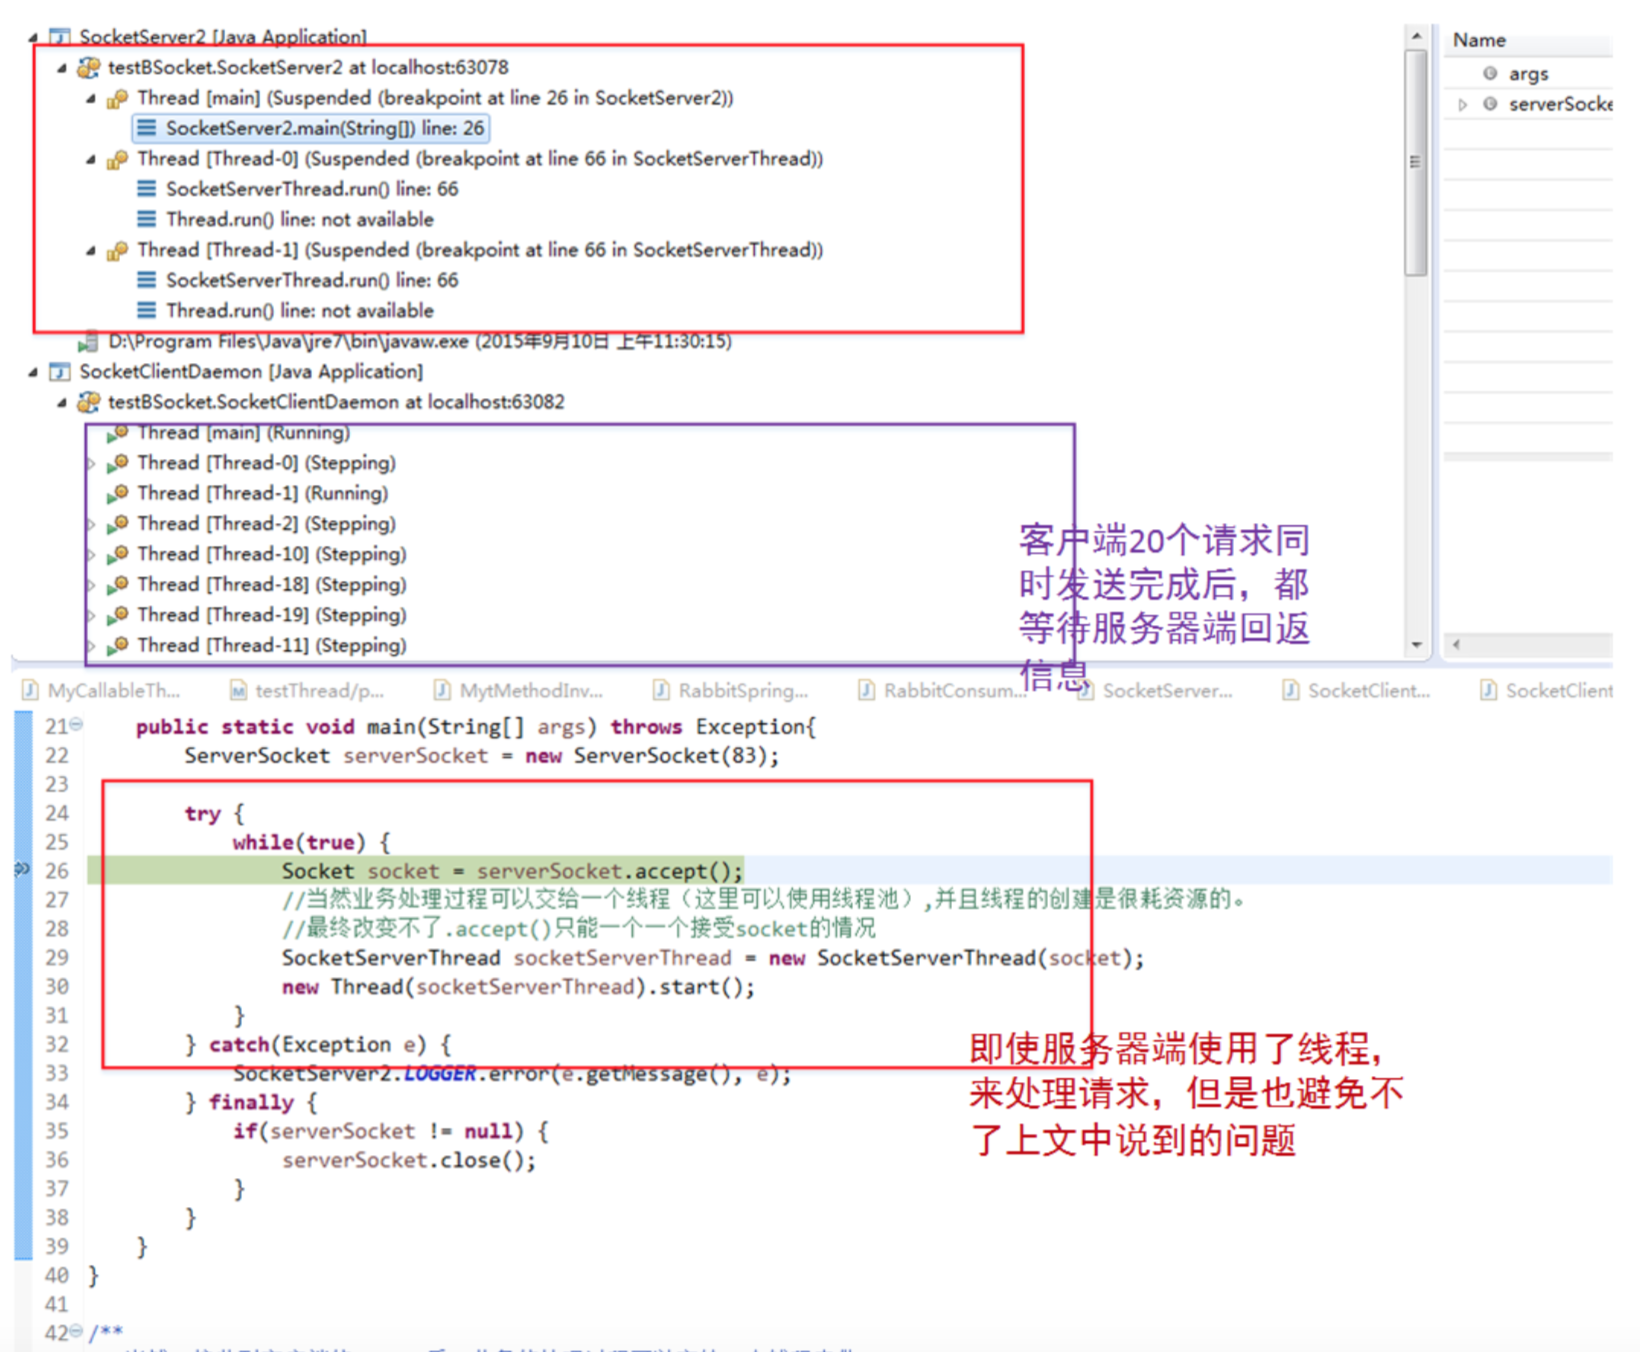 SocketServer2 [Java Application]
testBSocket.SocketServer2 at localhost:63078
Thread [main] (Suspended (breakpoint at line 26 in SocketServer2))
SocketServer2.main(String[]) line: 26
Thread [Thread-0] (Suspended (breakpoint at line 66 in SocketServerThread))
SocketServerThread.run() line: 66
Thread.run() line: not available
Thread [Thread-1] (Suspended (breakpoint at line 66 in SocketServerThread))
SocketServerThread.run() line: 66
Thread.run() line: not available
D:\Program Files\Java\jre7\bin\javaw.exe (2015年9月10日 上午11:30:15)
SocketClientDaemon [Java Application]
testBSocket.SocketClientDaemon at localhost:63082
Thread [main] (Running)
Thread [Thread-0] (Stepping)
Thread [Thread-1] (Running)
Thread [Thread-2] (Stepping)
Thread [Thread-10] (Stepping)
Thread [Thread-18] (Stepping)
Thread [Thread-19] (Stepping)
Thread [Thread-11] (Stepping)
Name
args
serverSocke
客户端20个请求同
时发送完成后，都
等待服务器端回返
信息
MyCallableTh... testThread/p... MytMethodInv... RabbitSpring... RabbitConsum... SocketServer... SocketClient... SocketClient
21 public static void main(String[] args) throws Exception{
22 ServerSocket serverSocket = new ServerSocket(83);
23
24 try {
25 while(true) {
26 Socket socket = serverSocket.accept();
27 //当然业务处理过程可以交给一个线程（这里可以使用线程池）,并且线程的创建是很耗资源的。
28 //最终改变不了.accept()只能一个一个接受socket的情况
29 SocketServerThread socketServerThread = new SocketServerThread(socket);
30 new Thread(socketServerThread).start();
31 }
32 } catch(Exception e) {
33 SocketServer2.LOGGER.error(e.getMessage(), e);
34 } finally {
35 if(serverSocket != null) {
36 serverSocket.close();
37 }
38 }
39 }
40 }
41
42 /**
即使服务器端使用了线程，
来处理请求，但是也避免不
了上文中说到的问题